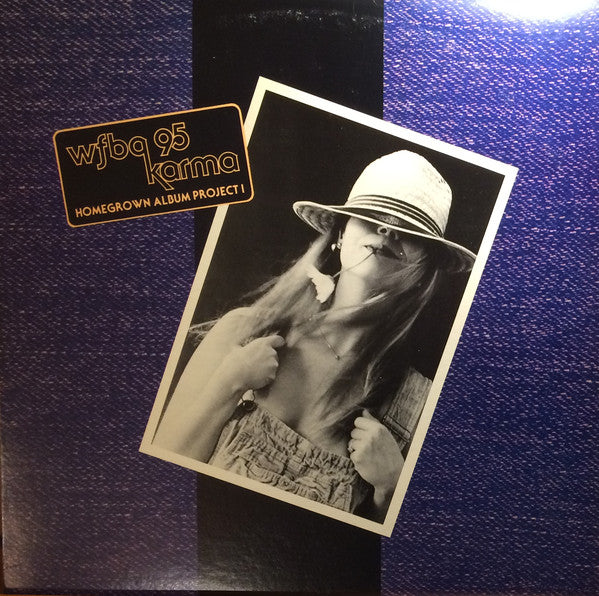 wfbq 95
karma
HOMEGROWN ALBUM PROJECT I